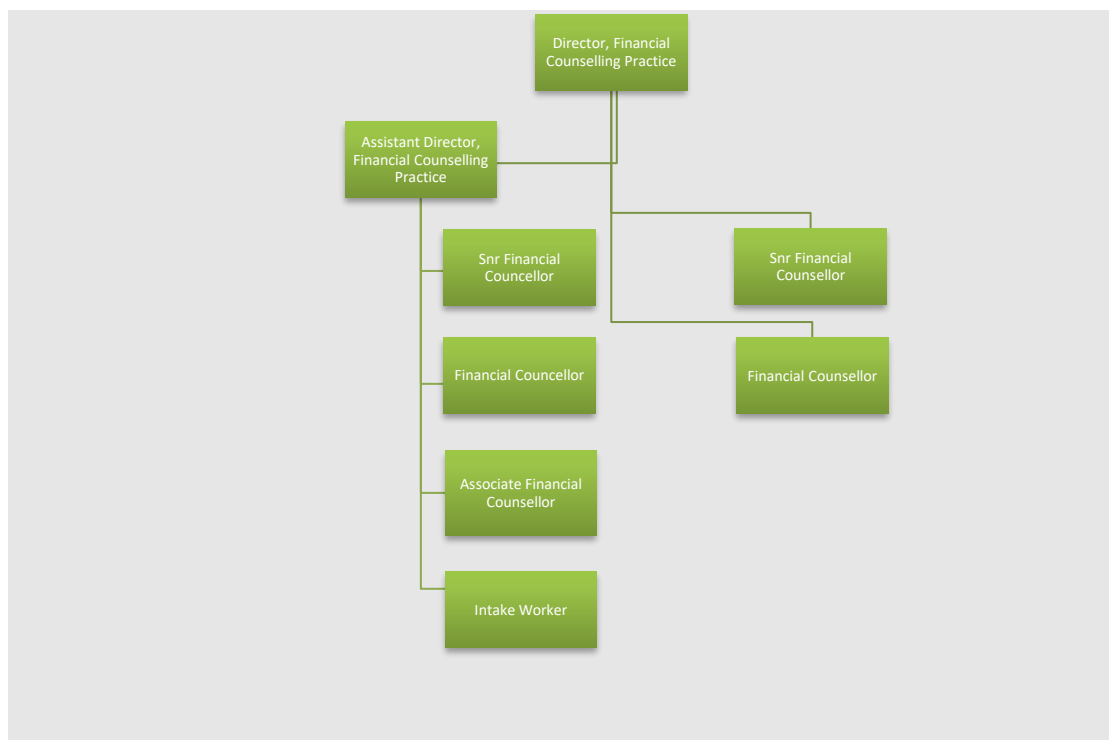 Director, Financial
Counselling Practice
Assistant Director,
Financial Counselling
Practice
Snr Financial
Councellor
Snr Financial
Counsellor
Financial Councellor
Financial Counsellor
Associate Financial
Counsellor
Intake Worker